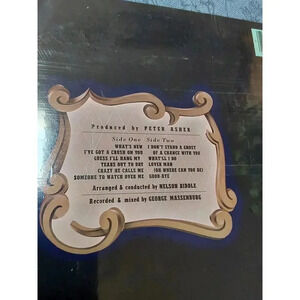 Produced by PETER ASHER
Side One Side Two
WHAT'S NEW I DON'T STAND A GHOST
I'VE GOT A CRUSH ON YOU OF A CHANCE WITH YOU
GUESS I'LL HANG MY WHAT'LL I DO
TEARS OUT TO DRY LOVER MAN
CRAZY HE CALLS ME (OH WHERE CAN YOU BE)
SOMEONE TO WATCH OVER ME GOOD-BYE
Arranged & conducted by NELSON RIDDLE
Recorded & mixed by GEORGE MASSENBURG